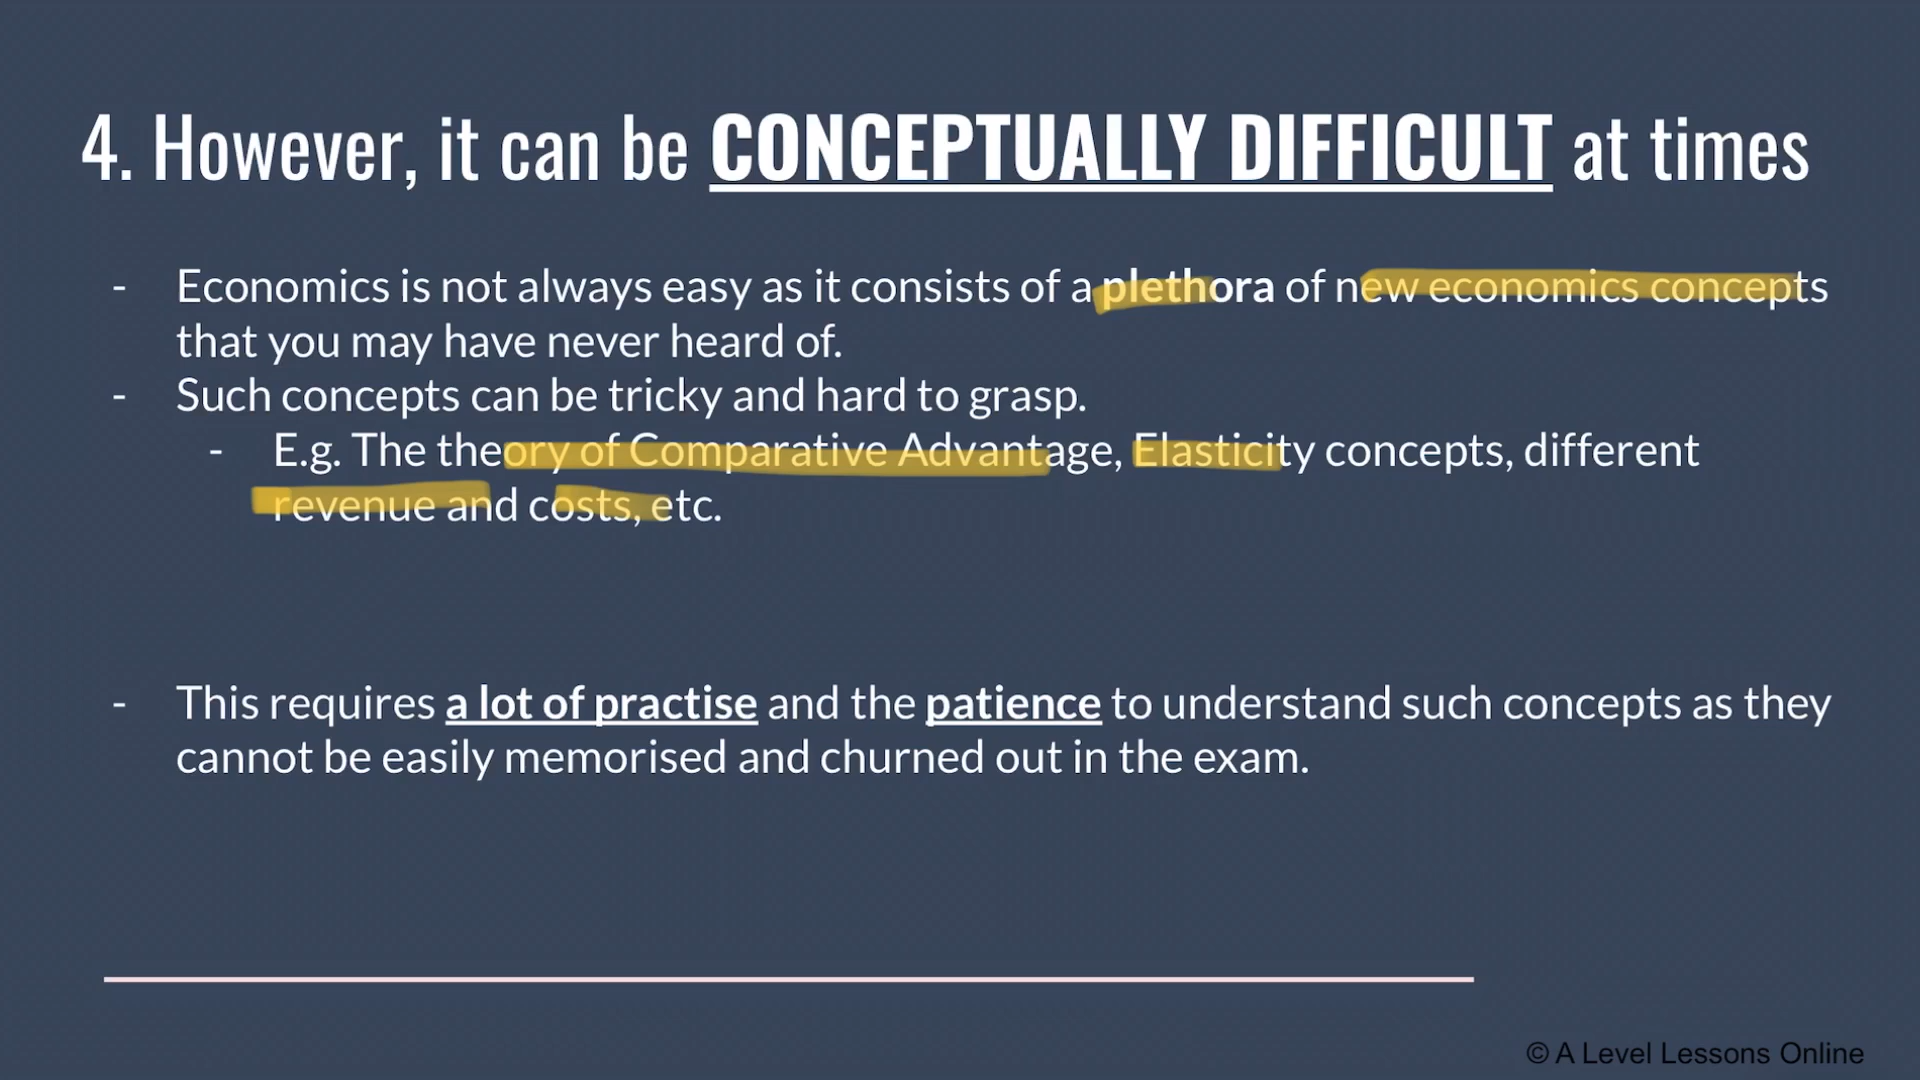 4. However, it can be CONCEPTUALLY DIFFICULT at times
- Economics is not always easy as it consists of a plethora of new economics concepts
that you may have never heard of.
- Such concepts can be tricky and hard to grasp.
- E.g. The theory of Comparative Advantage, Elasticity concepts, different
revenue and costs, etc.
- This requires a lot of practise and the patience to understand such concepts as they
cannot be easily memorised and churned out in the exam.
© A Level Lessons Online